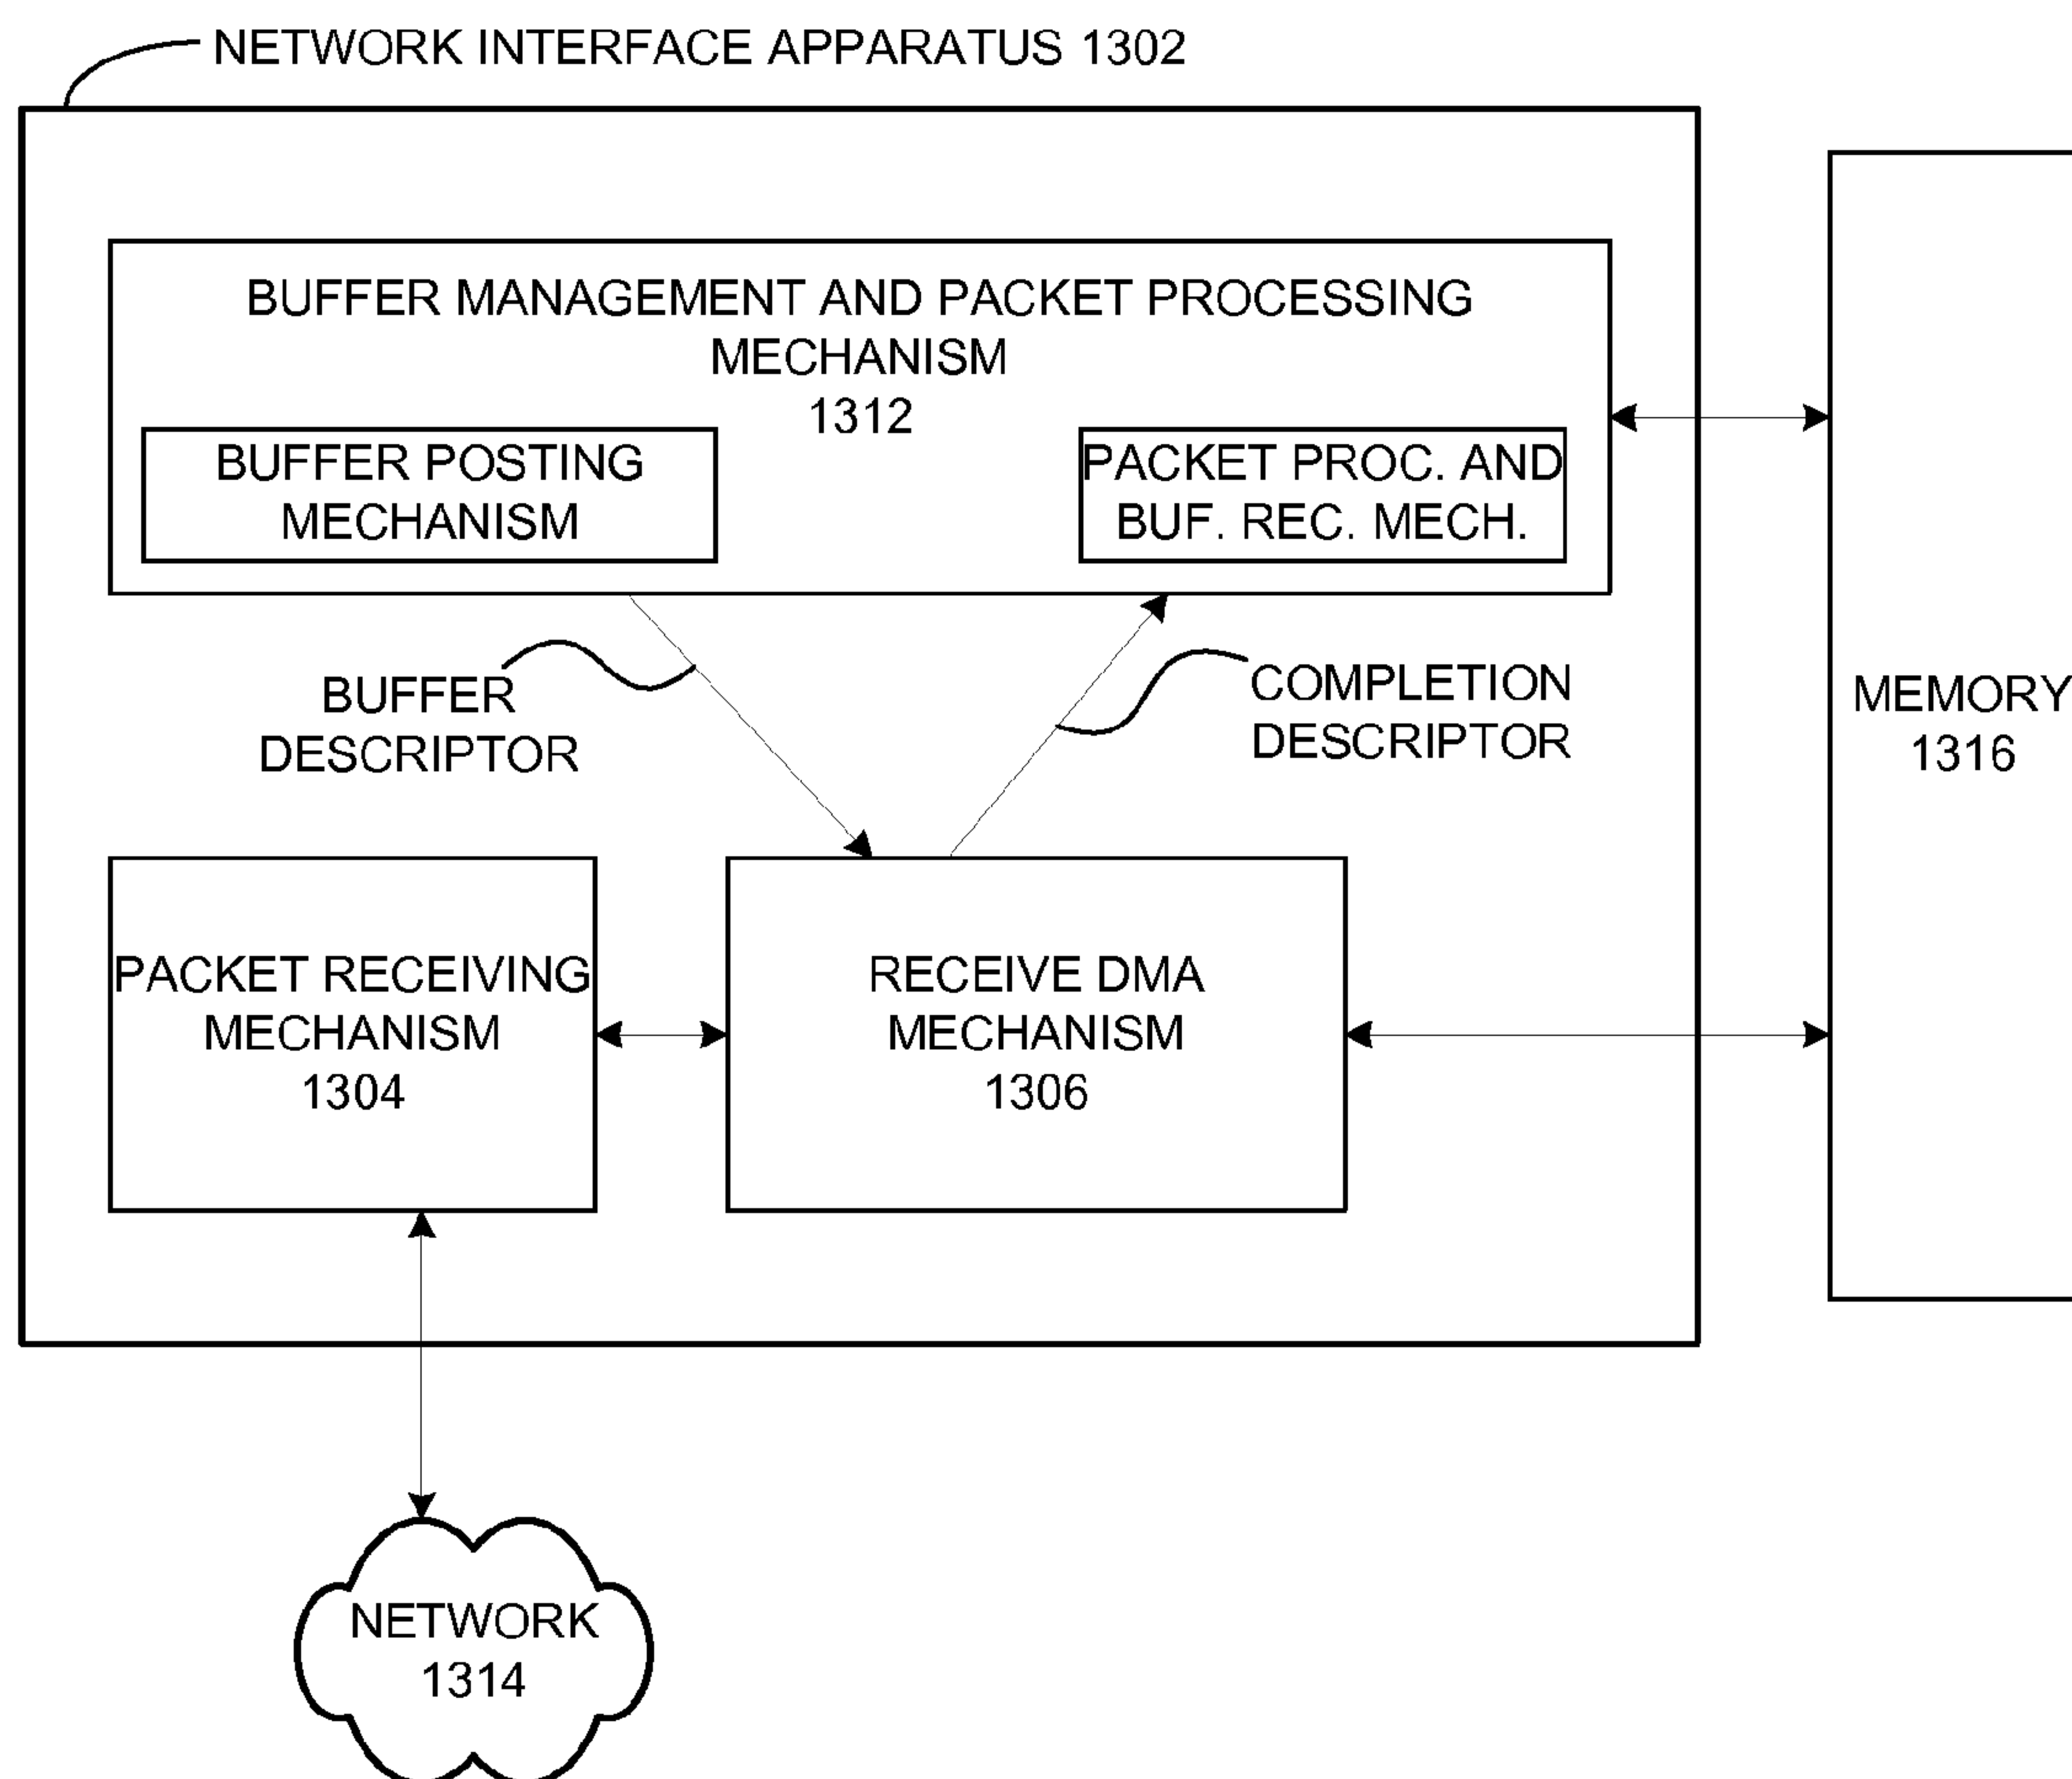 NETWORK INTERFACE APPARATUS 1302
BUFFER MANAGEMENT AND PACKET PROCESSING
MECHANISM
1312
BUFFER POSTING
MECHANISM
PACKET PROC. AND
BUF. REC. MECH.
BUFFER
DESCRIPTOR
COMPLETION
DESCRIPTOR
MEMORY
1316
PACKET RECEIVING
MECHANISM
1304
RECEIVE DMA
MECHANISM
1306
NETWORK
1314